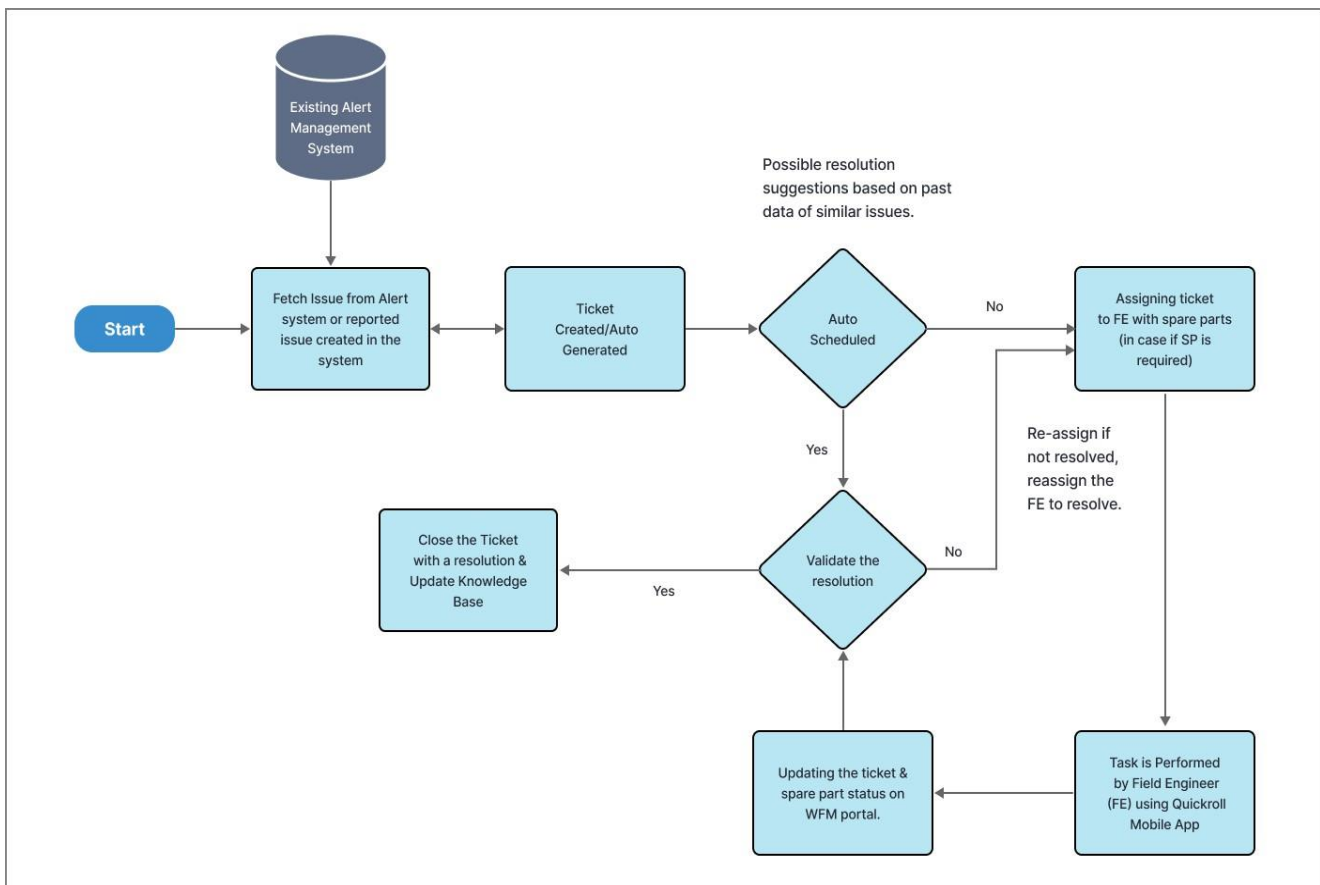 Existing Alert
Management
System
Possible resolution
suggestions based on past
data of similar issues.
Start
Fetch Issue from Alert
system or reported
issue created in the
system
Ticket
Created/Auto
Generated
Auto
Scheduled
No
Assigning ticket
to FE with spare parts
(in case if SP is
required)
Yes
Re-assign if
not resolved,
reassign the
FE to resolve.
Close the Ticket
with a resolution &
Update Knowledge
Base
Yes
Validate the
resolution
No
Updating the ticket &
spare part status on
WFM portal.
Task is Performed
by Field Engineer
(FE) using Quickroll
Mobile App